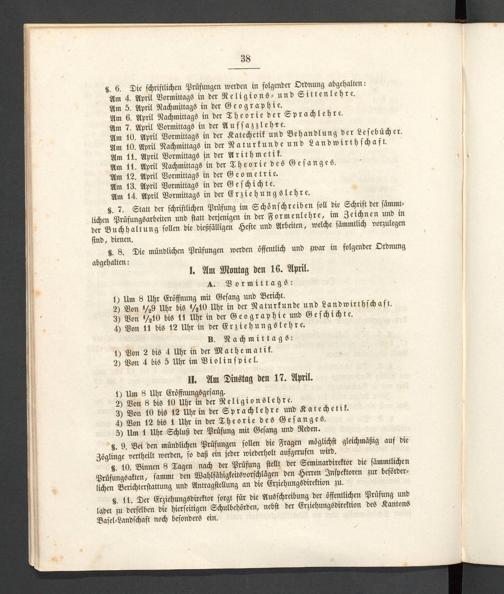 38
§. 6. Die schriftlichen Prüfungen werden in folgender Ordnung abgehalten:
Am 4. April Vormittags in der Religions- und Sittenlehre.
Am 5. April Nachmittags in der Geographie.
Am 6. April Nachmittags in der Theorie der Sprachlehre.
Am 7. April Vormittags in der Aufsatzlehre.
Am 10. April Vormittags in der Katechetik und Behandlung der Lesebücher.
Am 10. April Nachmittags in der Naturkunde und Landwirthschaft.
Am 11. April Vormittags in der Arithmetik.
Am 11. April Nachmittags in der Theorie des Gesanges.
Am 12. April Vormittags in der Geometrie.
Am 13. April Vormittags in der Geschichte.
Am 14. April Vormittags in der Erziehungslehre.
§. 7. Statt der schriftlichen Prüfung im Schönschreiben soll die Schrift der sämmt-
lichen Prüfungsarbeiten und statt derjenigen in der Formenlehre, im Zeichnen und in
der Buchhaltung sollen die dießfälligen Hefte und Arbeiten, welche sämmtlich vorzulegen
sind, dienen.
§. 8. Die mündlichen Prüfungen werden öffentlich und zwar in folgender Ordnung
abgehalten:
I. Am Montag den 16. April.
A. Vormittags:
1) Um 8 Uhr Eröffnung mit Gesang und Bericht.
2) Von ½9 Uhr bis ½10 Uhr in der Naturkunde und Landwirthschaft.
3) Von ½10 bis 11 Uhr in der Geographie und Geschichte.
4) Von 11 bis 12 Uhr in der Erziehungslehre.
B. Nachmittags:
1) Von 2 bis 4 Uhr in der Mathematik.
2) Von 4 bis 5 Uhr im Violinspiel.
II. Am Dinstag den 17. April.
1) Um 8 Uhr Eröffnungsgesang.
2) Von 8 bis 10 Uhr in der Religionslehre.
3) Von 10 bis 12 Uhr in der Sprachlehre und Katechetik.
4) Von 12 bis 1 Uhr in der Theorie des Gesanges.
5) Um 1 Uhr Schluß der Prüfung mit Gesang und Reden.
§. 9. Bei den mündlichen Prüfungen sollen die Fragen möglichst gleichmäßig auf die
Zöglinge vertheilt werden, so daß ein jeder wiederholt aufgerufen wird.
§. 10. Binnen 8 Tagen nach der Prüfung stellt der Seminardirektor die sämmtlichen
Prüfungsakten, sammt den Wahlfähigkeitsvorschlägen den Herren Inspektoren zur beförder-
lichen Berichterstattung und Antragstellung an die Erziehungsdirektion zu.
§. 11. Der Erziehungsdirektor sorgt für die Ausschreibung der öffentlichen Prüfung und
ladet zu derselben die hierseitigen Schulbehörden, nebst der Erziehungsdirektion des Kantons
Basel-Landschaft noch besonders ein.